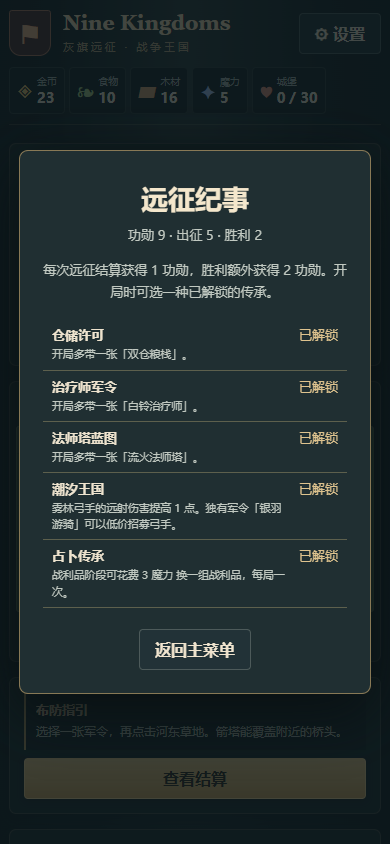 Nine Kingdoms
灰旗远征 · 战争王国
设置
金币
23
食物
10
木材
16
魔力
5
城堡
0 / 30
远征纪事
功勋 9 · 出征 5 · 胜利 2
每次远征结算获得 1 功勋，胜利额外获得 2 功勋。开
局时可选一种已解锁的传承。
仓储许可
已解锁
开局多带一张「双仓粮栈」。
治疗师军令
已解锁
开局多带一张「白铃治疗师」。
法师塔蓝图
已解锁
开局多带一张「流火法师塔」。
潮汐王国
已解锁
雾林弓手的远射伤害提高 1 点。独有军令「银羽
游骑」可以低价招募弓手。
占卜传承
已解锁
战利品阶段可花费 3 魔力 换一组战利品，每局一
次。
返回主菜单
布防指引
选择一张军令，再点击河东草地。箭塔能覆盖附近的桥头。
查看结算